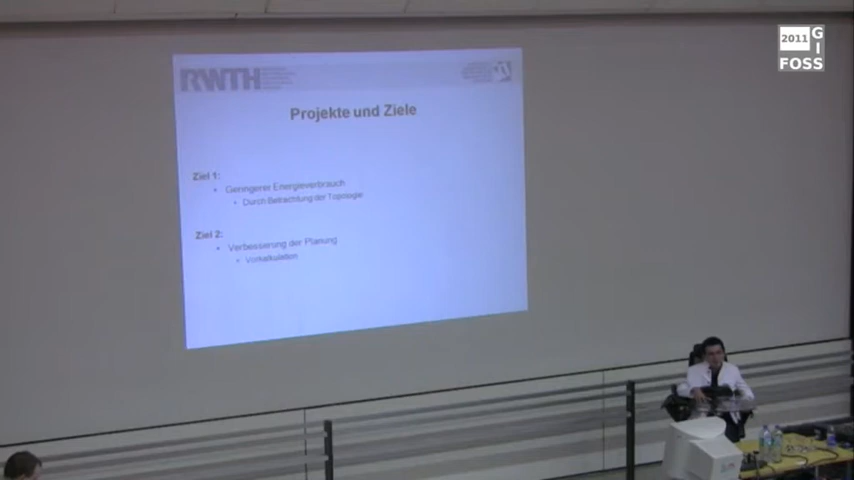 2011
GI
FOSS
RWTH
Projekte und Ziele
Ziel 1:
• Geringerer Energieverbrauch
• Durch Betrachtung der Topologie
Ziel 2:
• Verbesserung der Planung
• Vorkalkulation